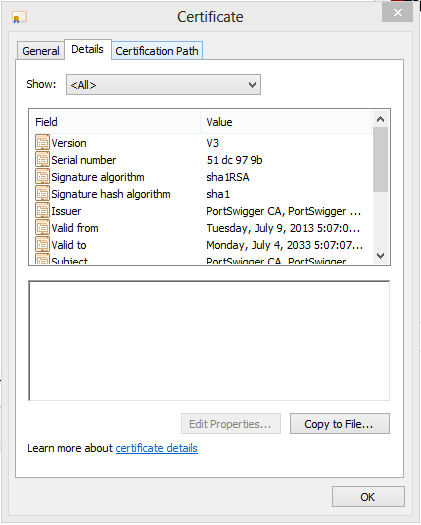 Certificate
General Details Certification Path
Show: <All>
Field Value
Version V3
Serial number 51 dc 97 9b
Signature algorithm sha1RSA
Signature hash algorithm sha1
Issuer PortSwigger CA, PortSwigger ...
Valid from Tuesday, July 9, 2013 5:07:0...
Valid to Monday, July 4, 2033 5:07:07...
Subject PortSwigger CA, PortSwigger ...
Edit Properties... Copy to File...
Learn more about certificate details
OK